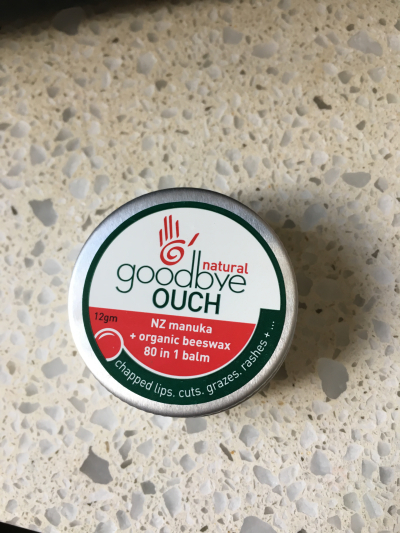 natural
goodbye
OUCH
12gm
NZ manuka
+ organic beeswax
80 in 1 balm
chapped lips. cuts. grazes. rashes + ...